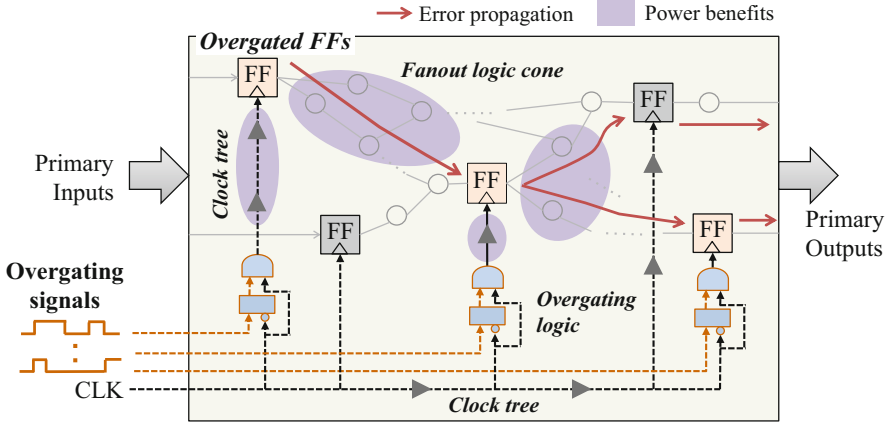 Error propagation
Power benefits
Overgated FFs
FF
Fanout logic cone
FF
Primary
Inputs
Clock tree
FF
FF
FF
Primary
Outputs
Overgating
signals
Overgating
logic
CLK
Clock tree